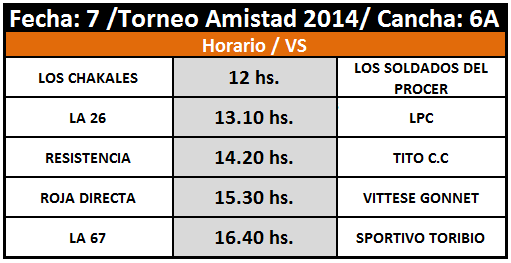 Fecha: 7 /Torneo Amistad 2014/ Cancha: 6A
Horario / VS
LOS CHAKALES 12 hs. LOS SOLDADOS DEL
PROCER
LA 26 13.10 hs. LPC
RESISTENCIA 14.20 hs. TITO C.C
ROJA DIRECTA 15.30 hs. VITTESE GONNET
LA 67 16.40 hs. SPORTIVO TORIBIO